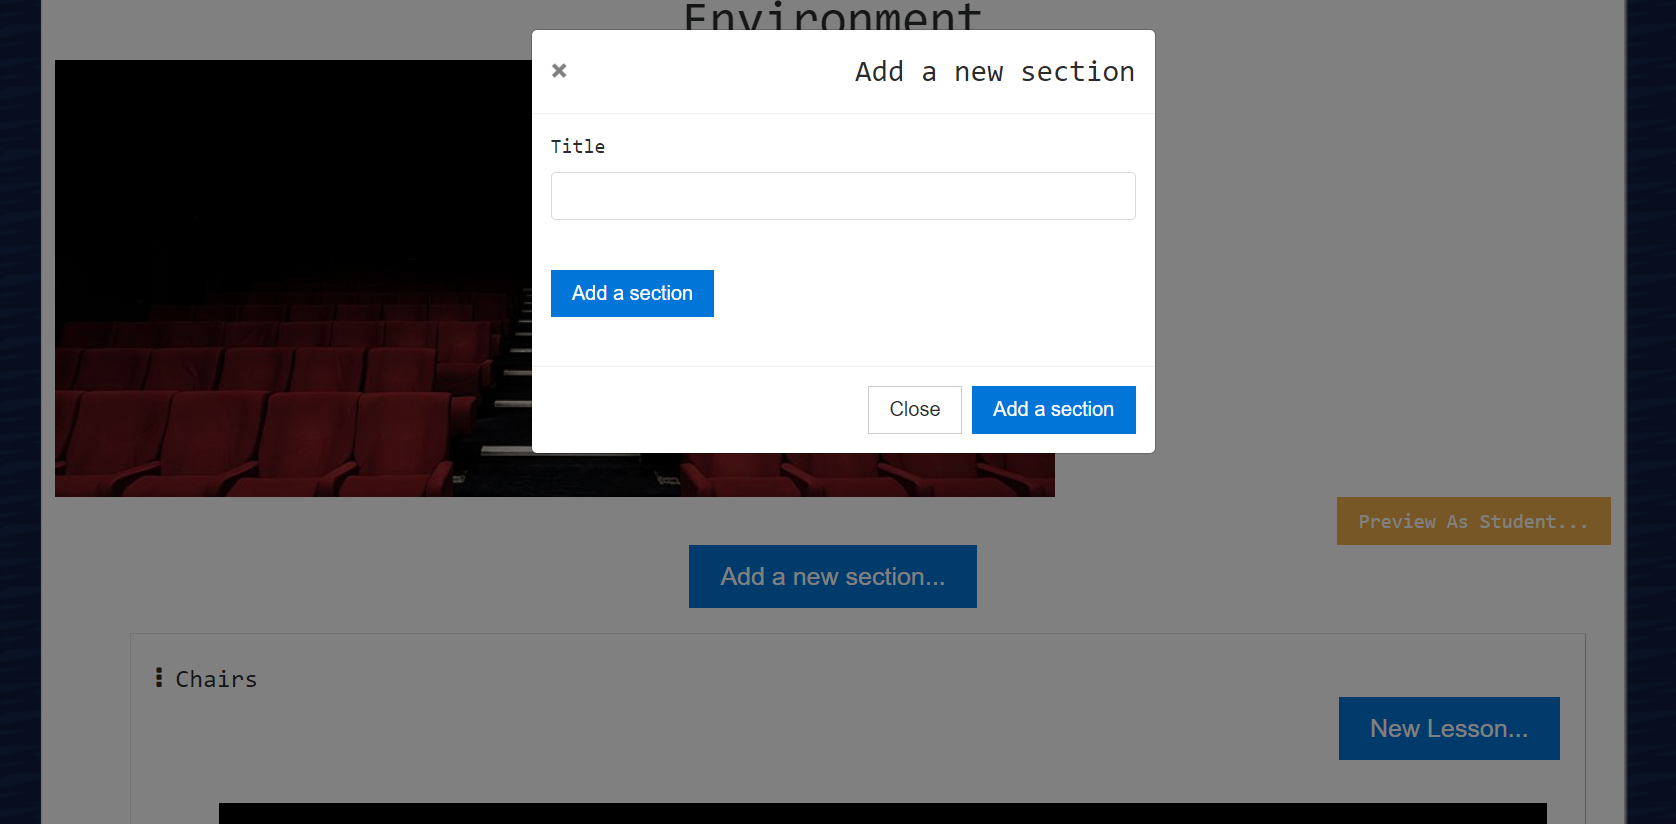 Environment
× Add a new section
Title
Add a section
Close Add a section
Preview As Student...
Add a new section...
Chairs
New Lesson...